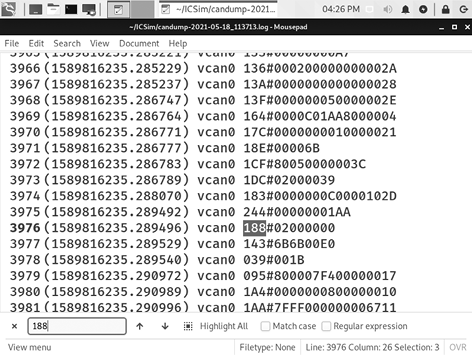 04:26 PM
~/ICSim/candump-2021-05-18_...
~/ICSim/candump-2021-05-18_113713.log - Mousepad
File Edit Search View Document Help
3966 (1589816235.285229) vcan0 136#000200000000002A
3967 (1589816235.285237) vcan0 13A#0000000000000028
3968 (1589816235.286747) vcan0 13F#000000050000002E
3969 (1589816235.286764) vcan0 164#0000C01AA8000004
3970 (1589816235.286771) vcan0 17C#0000000010000021
3971 (1589816235.286777) vcan0 18E#00006B
3972 (1589816235.286783) vcan0 1CF#80050000003C
3973 (1589816235.286789) vcan0 1DC#02000039
3974 (1589816235.288070) vcan0 183#0000000C0000102D
3975 (1589816235.289492) vcan0 244#00000001AA
3976 (1589816235.289496) vcan0 188#02000000
3977 (1589816235.289529) vcan0 143#6B6B00E0
3978 (1589816235.289540) vcan0 039#001B
3979 (1589816235.290972) vcan0 095#800007F400000017
3980 (1589816235.290989) vcan0 1A4#0000000800000010
3981 (1589816235.290996) vcan0 1AA#7FFF000000006711
188
Highlight All Match case Regular expression
View menu Filetype: None Line: 3976 Column: 26 Selection: 3 OVR